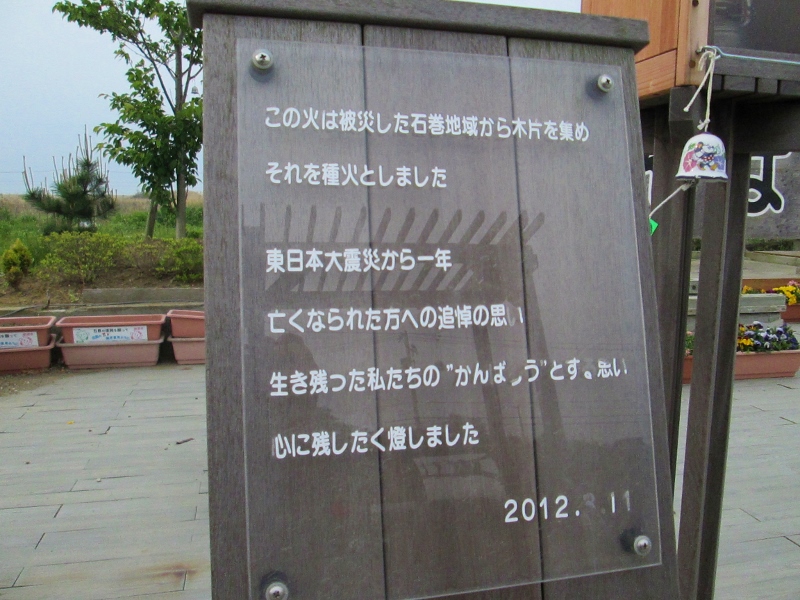 この火は被災した石巻地域から木片を集め
それを種火としました
東日本大震災から一年
亡くなられた方への追悼の思い
生き残った私たちの"かんばろう"とする思い
心に残したく燈しました
2012.3.11